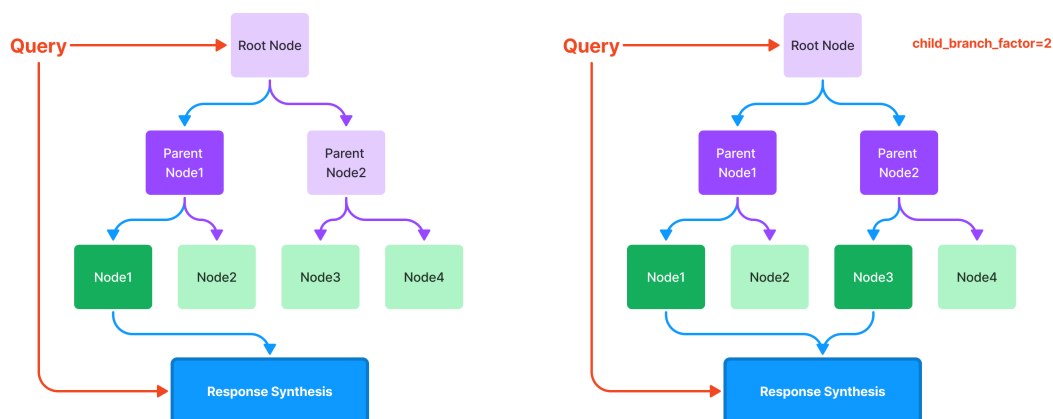 Query
Root Node
Parent
Node1
Parent
Node2
Node1
Node2
Node3
Node4
Response Synthesis
Query
Root Node
child_branch_factor=2
Parent
Node1
Parent
Node2
Node1
Node2
Node3
Node4
Response Synthesis